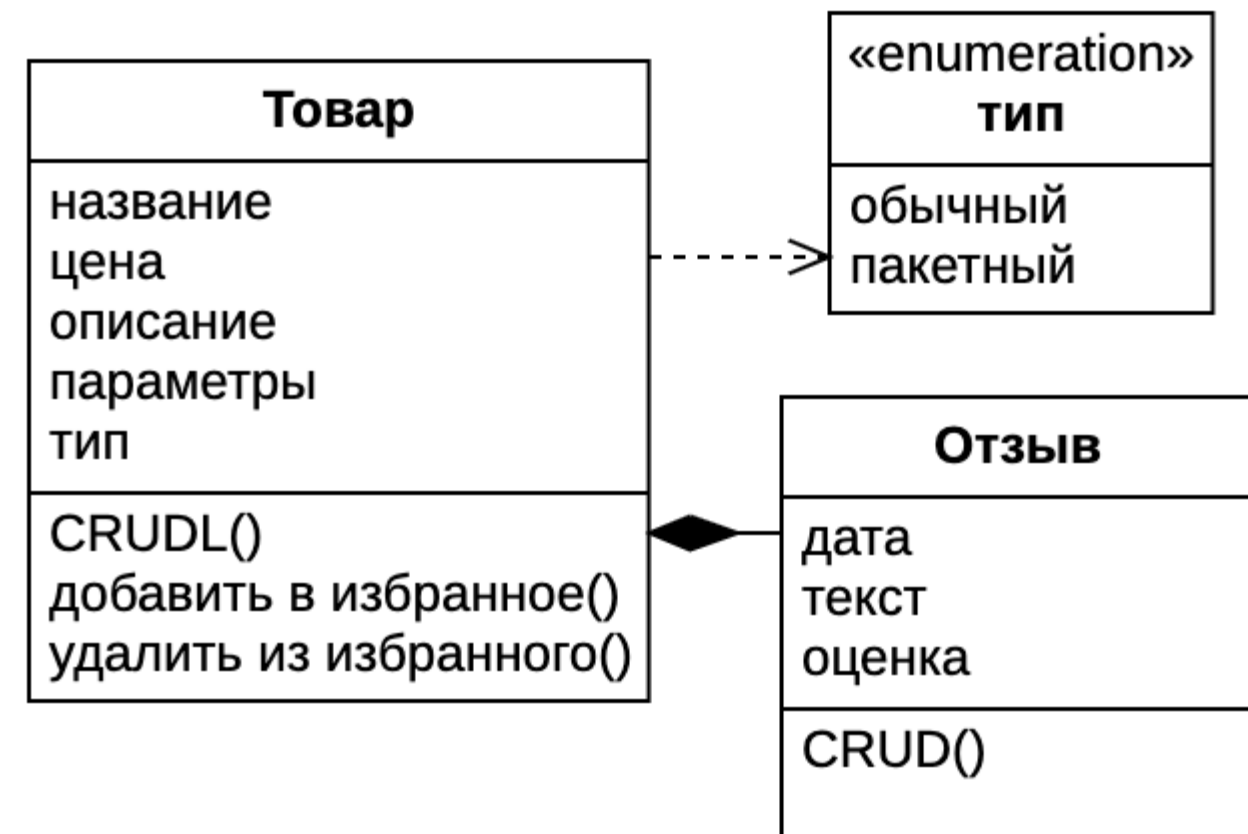 Товар
название
цена
описание
параметры
тип
CRUDL()
добавить в избранное()
удалить из избранного()
«enumeration»
тип
обычный
пакетный
Отзыв
дата
текст
оценка
CRUD()